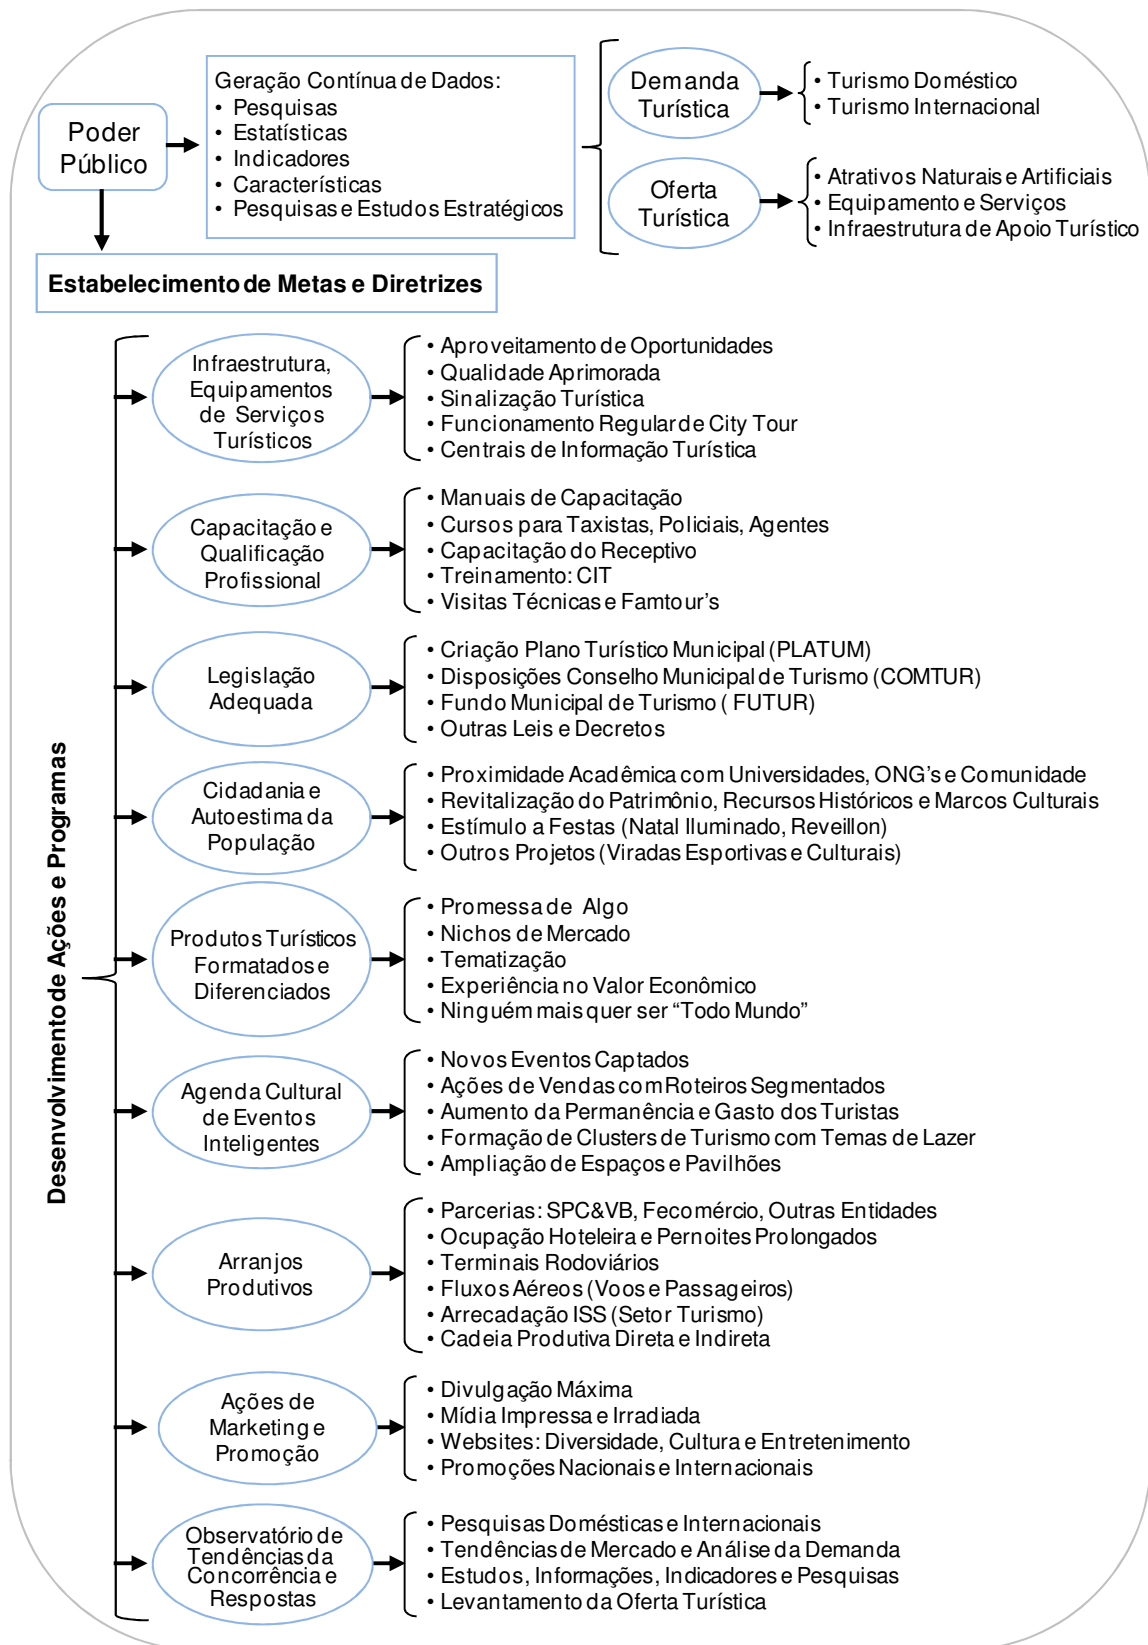 Poder
Público
Geração Contínua de Dados:
• Pesquisas
• Estatísticas
• Indicadores
• Características
• Pesquisas e Estudos Estratégicos
Demanda
Turística
• Turismo Doméstico
• Turismo Internacional
Oferta
Turística
• Atrativos Naturais e Artificiais
• Equipamento e Serviços
• Infraestrutura de Apoio Turístico
Estabelecimento de Metas e Diretrizes
Desenvolvimento de Ações e Programas
Infraestrutura,
Equipamentos
de Serviços
Turísticos
• Aproveitamento de Oportunidades
• Qualidade Aprimorada
• Sinalização Turística
• Funcionamento Regular de City Tour
• Centrais de Informação Turística
Capacitação e
Qualificação
Profissional
• Manuais de Capacitação
• Cursos para Taxistas, Policiais, Agentes
• Capacitação do Receptivo
• Treinamento: CIT
• Visitas Técnicas e Famtour's
Legislação
Adequada
• Criação Plano Turístico Municipal (PLATUM)
• Disposições Conselho Municipal de Turismo (COMTUR)
• Fundo Municipal de Turismo ( FUTUR)
• Outras Leis e Decretos
Cidadania e
Autoestima da
População
• Proximidade Acadêmica com Universidades, ONG's e Comunidade
• Revitalização do Patrimônio, Recursos Históricos e Marcos Culturais
• Estímulo a Festas (Natal Iluminado, Reveillon)
• Outros Projetos (Viradas Esportivas e Culturais)
Produtos Turísticos
Formatados e
Diferenciados
• Promessa de Algo
• Nichos de Mercado
• Tematização
• Experiência no Valor Econômico
• Ninguém mais quer ser “Todo Mundo”
Agenda Cultural
de Eventos
Inteligentes
• Novos Eventos Captados
• Ações de Vendas com Roteiros Segmentados
• Aumento da Permanência e Gasto dos Turistas
• Formação de Clusters de Turismo com Temas de Lazer
• Ampliação de Espaços e Pavilhões
Arranjos
Produtivos
• Parcerias: SPC&VB, Fecomércio, Outras Entidades
• Ocupação Hoteleira e Pernoites Prolongados
• Terminais Rodoviários
• Fluxos Aéreos (Voos e Passageiros)
• Arrecadação ISS (Setor Turismo)
• Cadeia Produtiva Direta e Indireta
Ações de
Marketing e
Promoção
• Divulgação Máxima
• Mídia Impressa e Irradiada
• Websites: Diversidade, Cultura e Entretenimento
• Promoções Nacionais e Internacionais
Observatório de
Tendências da
Concorrência e
Respostas
• Pesquisas Domésticas e Internacionais
• Tendências de Mercado e Análise da Demanda
• Estudos, Informações, Indicadores e Pesquisas
• Levantamento da Oferta Turística